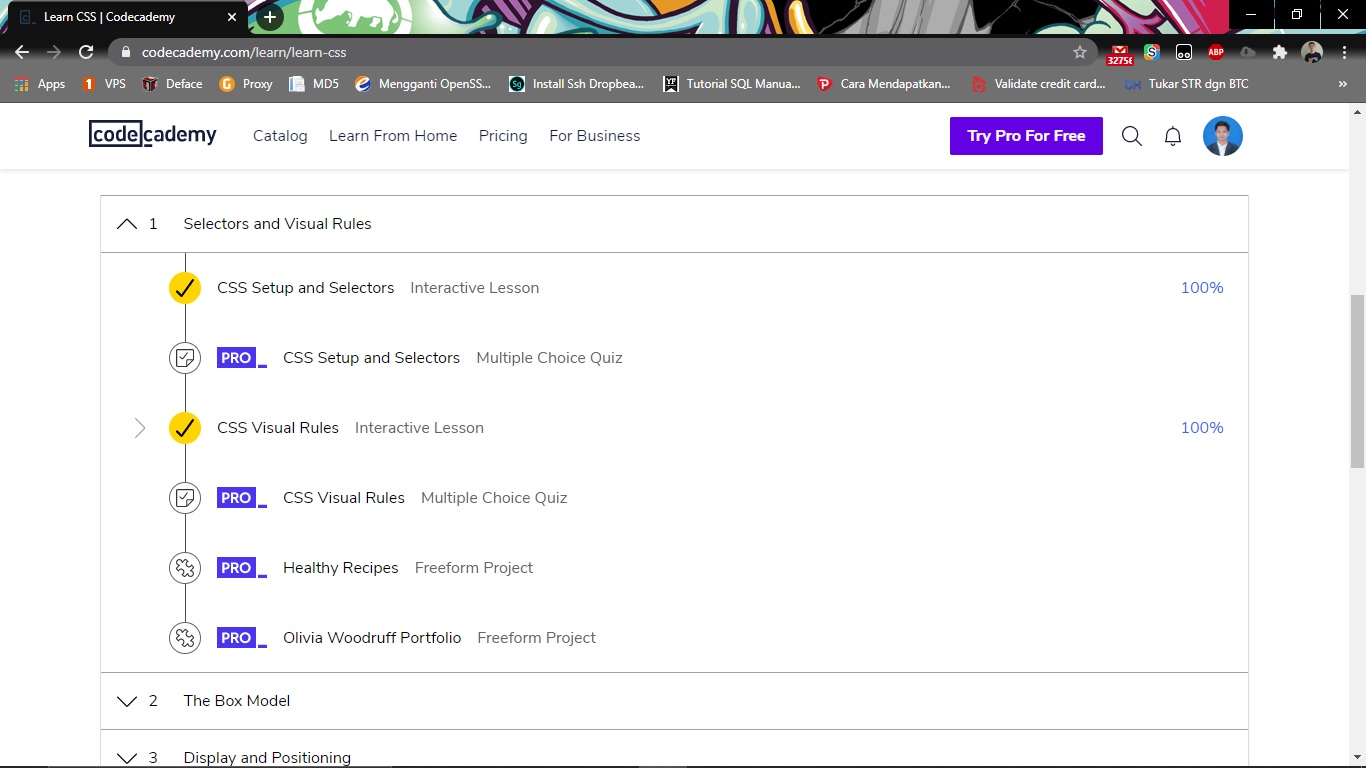 Learn CSS | Codecademy
codecademy.com/learn/learn-css
ABP
Apps VPS Deface Proxy MD5 Mengganti OpenSS... Install Ssh Dropbea... Tutorial SQL Manua... Cara Mendapatkan... Validate credit card... Tukar STR dgn BTC »
codecademy Catalog Learn From Home Pricing For Business Try Pro For Free
1 Selectors and Visual Rules
CSS Setup and Selectors Interactive Lesson 100%
PRO CSS Setup and Selectors Multiple Choice Quiz
CSS Visual Rules Interactive Lesson 100%
PRO CSS Visual Rules Multiple Choice Quiz
PRO Healthy Recipes Freeform Project
PRO Olivia Woodruff Portfolio Freeform Project
2 The Box Model
3 Display and Positioning